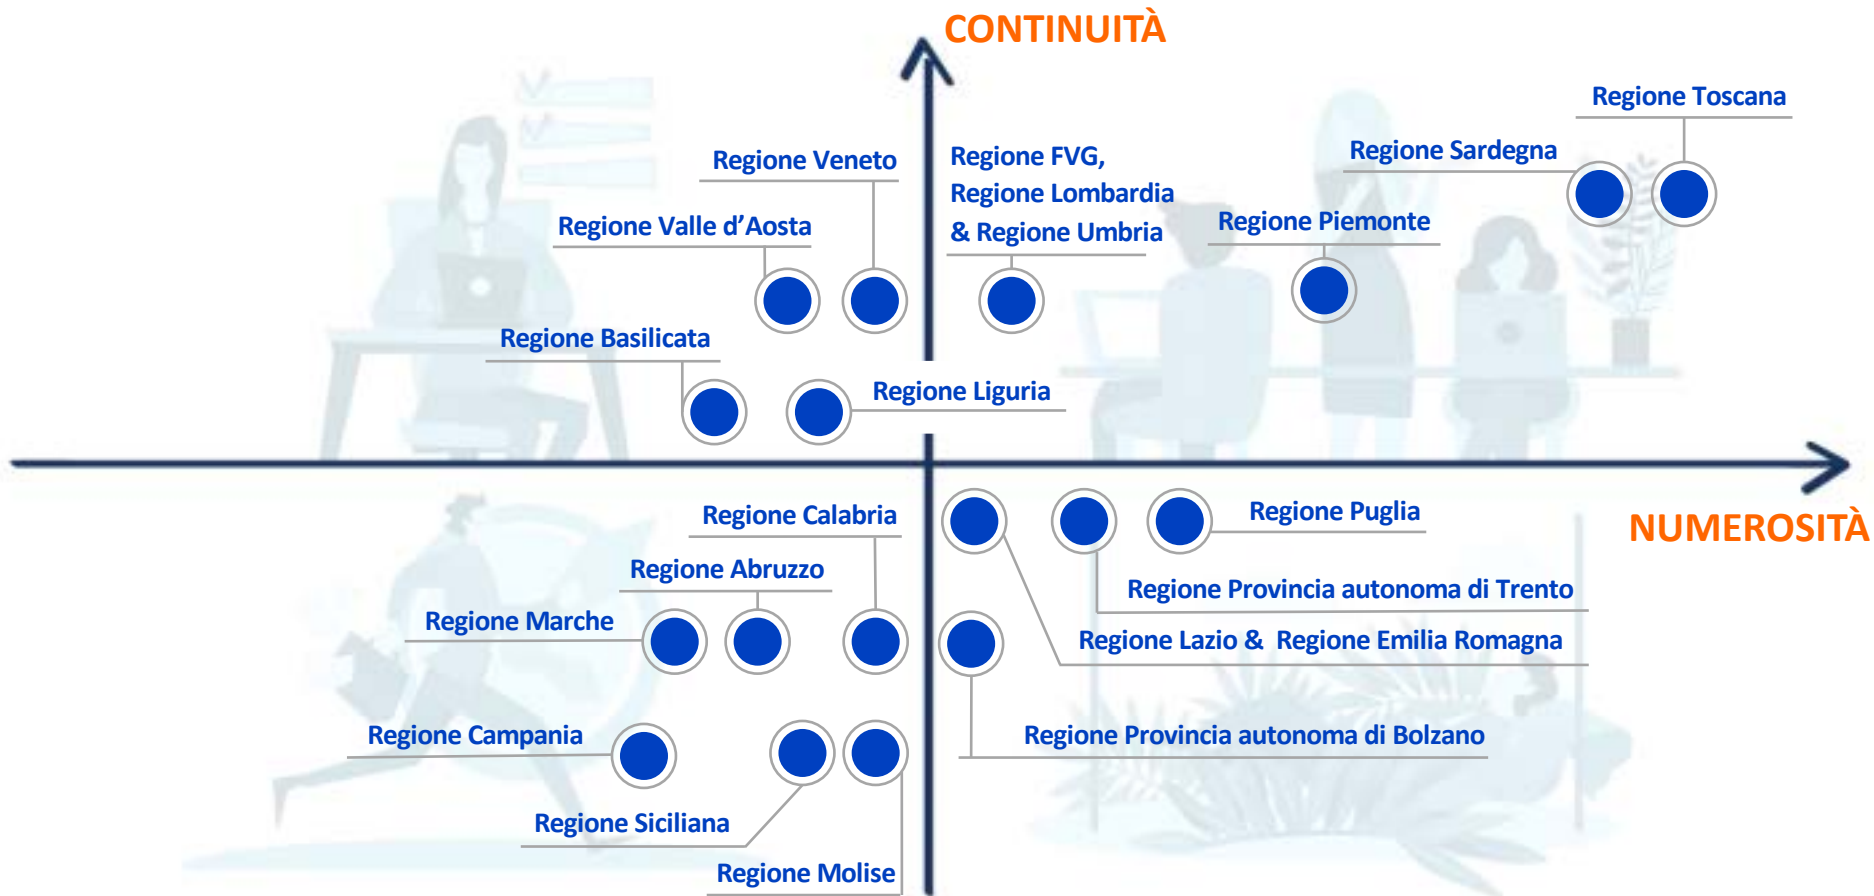 CONTINUITÀ
Regione Toscana
Regione Sardegna
Regione Veneto
Regione FVG,
Regione Lombardia
& Regione Umbria
Regione Valle d’Aosta
Regione Piemonte
Regione Basilicata
Regione Liguria
NUMEROSITÀ
Regione Calabria
Regione Puglia
Regione Abruzzo
Regione Provincia autonoma di Trento
Regione Marche
Regione Lazio & Regione Emilia Romagna
Regione Campania
Regione Provincia autonoma di Bolzano
Regione Siciliana
Regione Molise